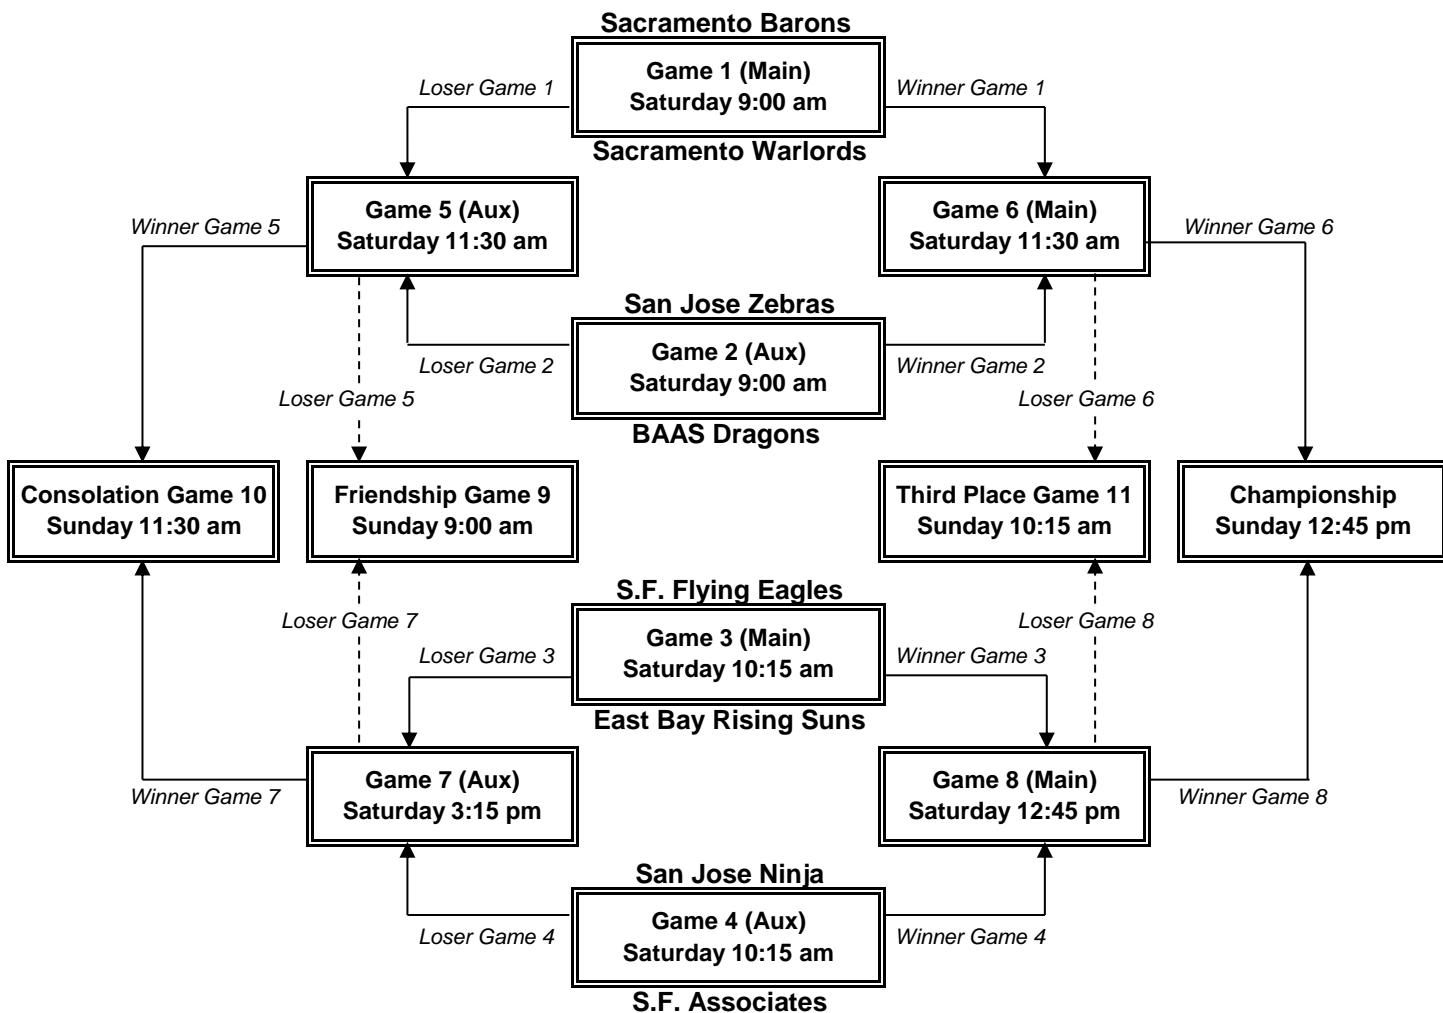 Sacramento Barons
Game 1 (Main)
Saturday 9:00 am
Loser Game 1
Winner Game 1
Sacramento Warlords
Game 5 (Aux)
Saturday 11:30 am
Game 6 (Main)
Saturday 11:30 am
Winner Game 5
Winner Game 6
San Jose Zebras
Game 2 (Aux)
Saturday 9:00 am
Loser Game 2
Winner Game 2
Loser Game 5
Loser Game 6
BAAS Dragons
Consolation Game 10
Sunday 11:30 am
Friendship Game 9
Sunday 9:00 am
Third Place Game 11
Sunday 10:15 am
Championship
Sunday 12:45 pm
S.F. Flying Eagles
Loser Game 7
Loser Game 8
Game 3 (Main)
Saturday 10:15 am
Loser Game 3
Winner Game 3
East Bay Rising Suns
Game 7 (Aux)
Saturday 3:15 pm
Game 8 (Main)
Saturday 12:45 pm
Winner Game 7
Winner Game 8
San Jose Ninja
Game 4 (Aux)
Saturday 10:15 am
Loser Game 4
Winner Game 4
S.F. Associates